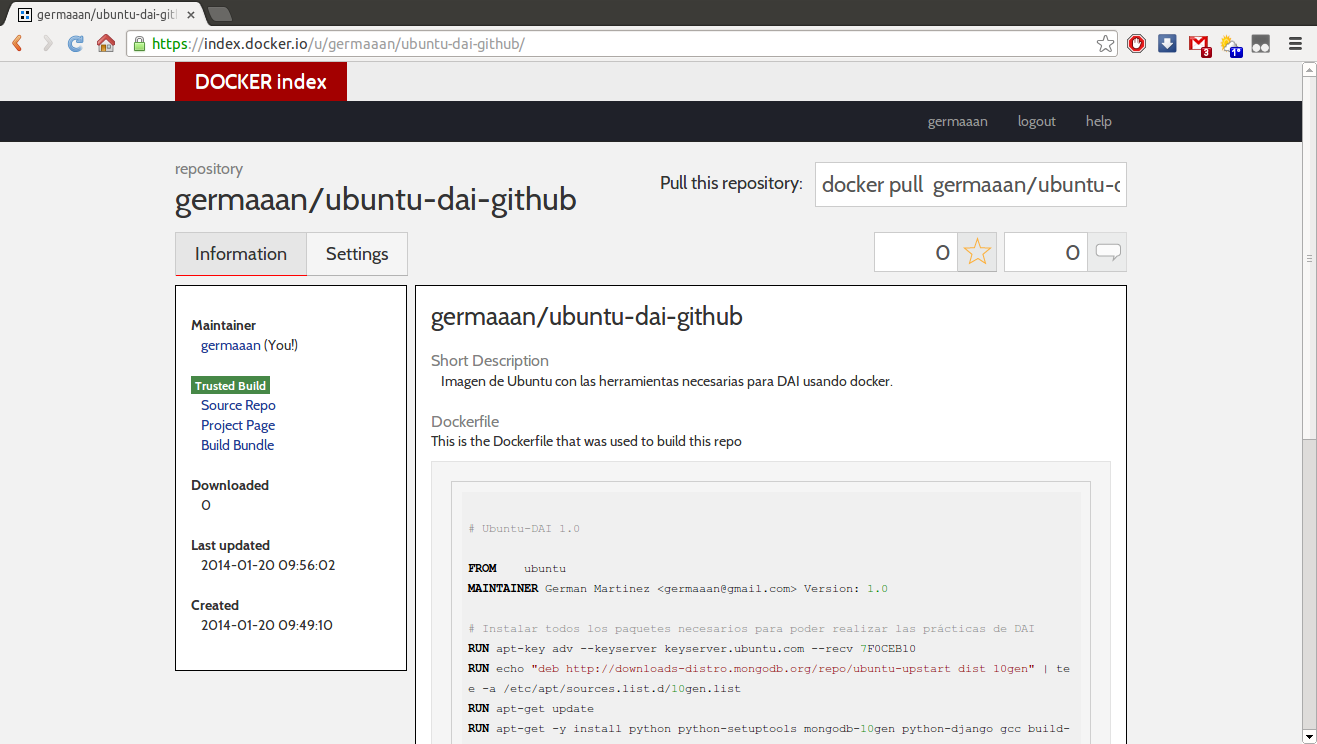 germaaan/ubuntu-dai-gith
https://index.docker.io/u/germaaan/ubuntu-dai-github/
3
1°
DOCKER index
germaaan logout help
repository
germaaan/ubuntu-dai-github
Pull this repository:
docker pull germaaan/ubuntu-d
Information
Settings
0
0
Maintainer
germaaan (You!)
Trusted Build
Source Repo
Project Page
Build Bundle
Downloaded
0
Last updated
2014-01-20 09:56:02
Created
2014-01-20 09:49:10
germaaan/ubuntu-dai-github
Short Description
Imagen de Ubuntu con las herramientas necesarias para DAI usando docker.
Dockerfile
This is the Dockerfile that was used to build this repo
# Ubuntu-DAI 1.0
FROM    ubuntu
MAINTAINER German Martinez <germaaan@gmail.com> Version: 1.0
# Instalar todos los paquetes necesarios para poder realizar las prácticas de DAI
RUN apt-key adv --keyserver keyserver.ubuntu.com --recv 7F0CEB10
RUN echo "deb http://downloads-distro.mongodb.org/repo/ubuntu-upstart dist 10gen" | te
e -a /etc/apt/sources.list.d/10gen.list
RUN apt-get update
RUN apt-get -y install python python-setuptools mongodb-10gen python-django gcc build-